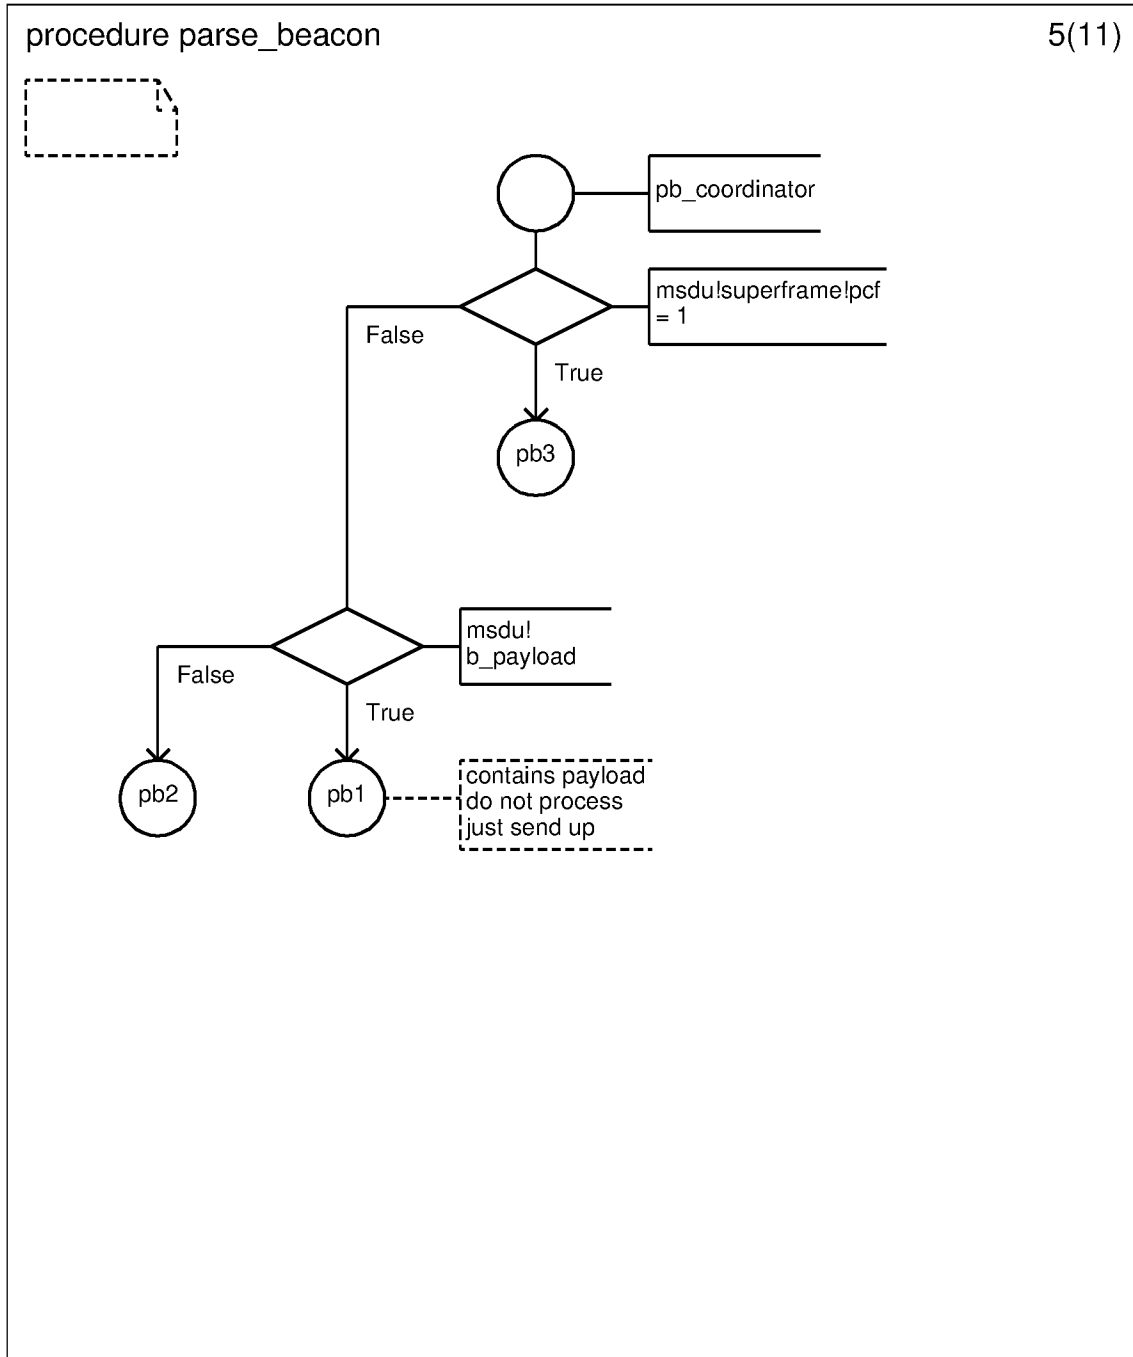 procedure parse_beacon
5(11)
pb_coordinator
msdu!superframe!pcf
= 1
False
True
pb3
msdu!
b_payload
False
True
pb2
pb1
contains payload
do not process
just send up